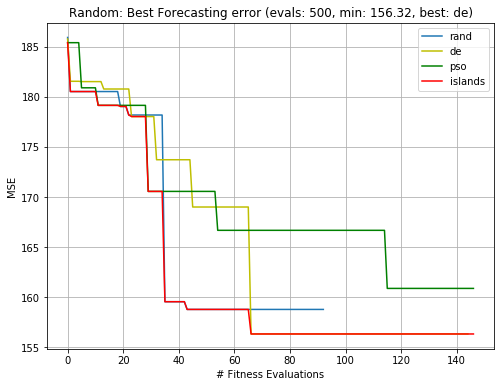 Random: Best Forecasting error (evals: 500, min: 156.32, best: de)
rand
de
pso
islands
185
180
175
170
165
160
155
MSE
0 20 40 60 80 100 120 140
# Fitness Evaluations